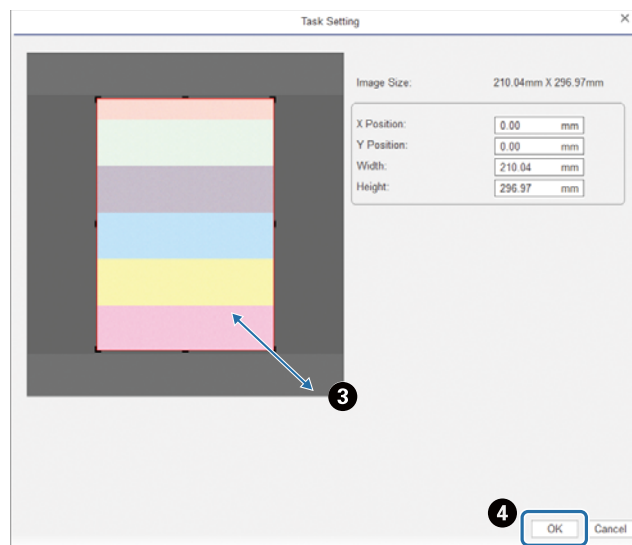 Task Setting
×
Image Size: 210.04mm X 296.97mm
X Position: 0.00 mm
Y Position: 0.00 mm
Width: 210.04 mm
Height: 296.97 mm
3
4
OK Cancel